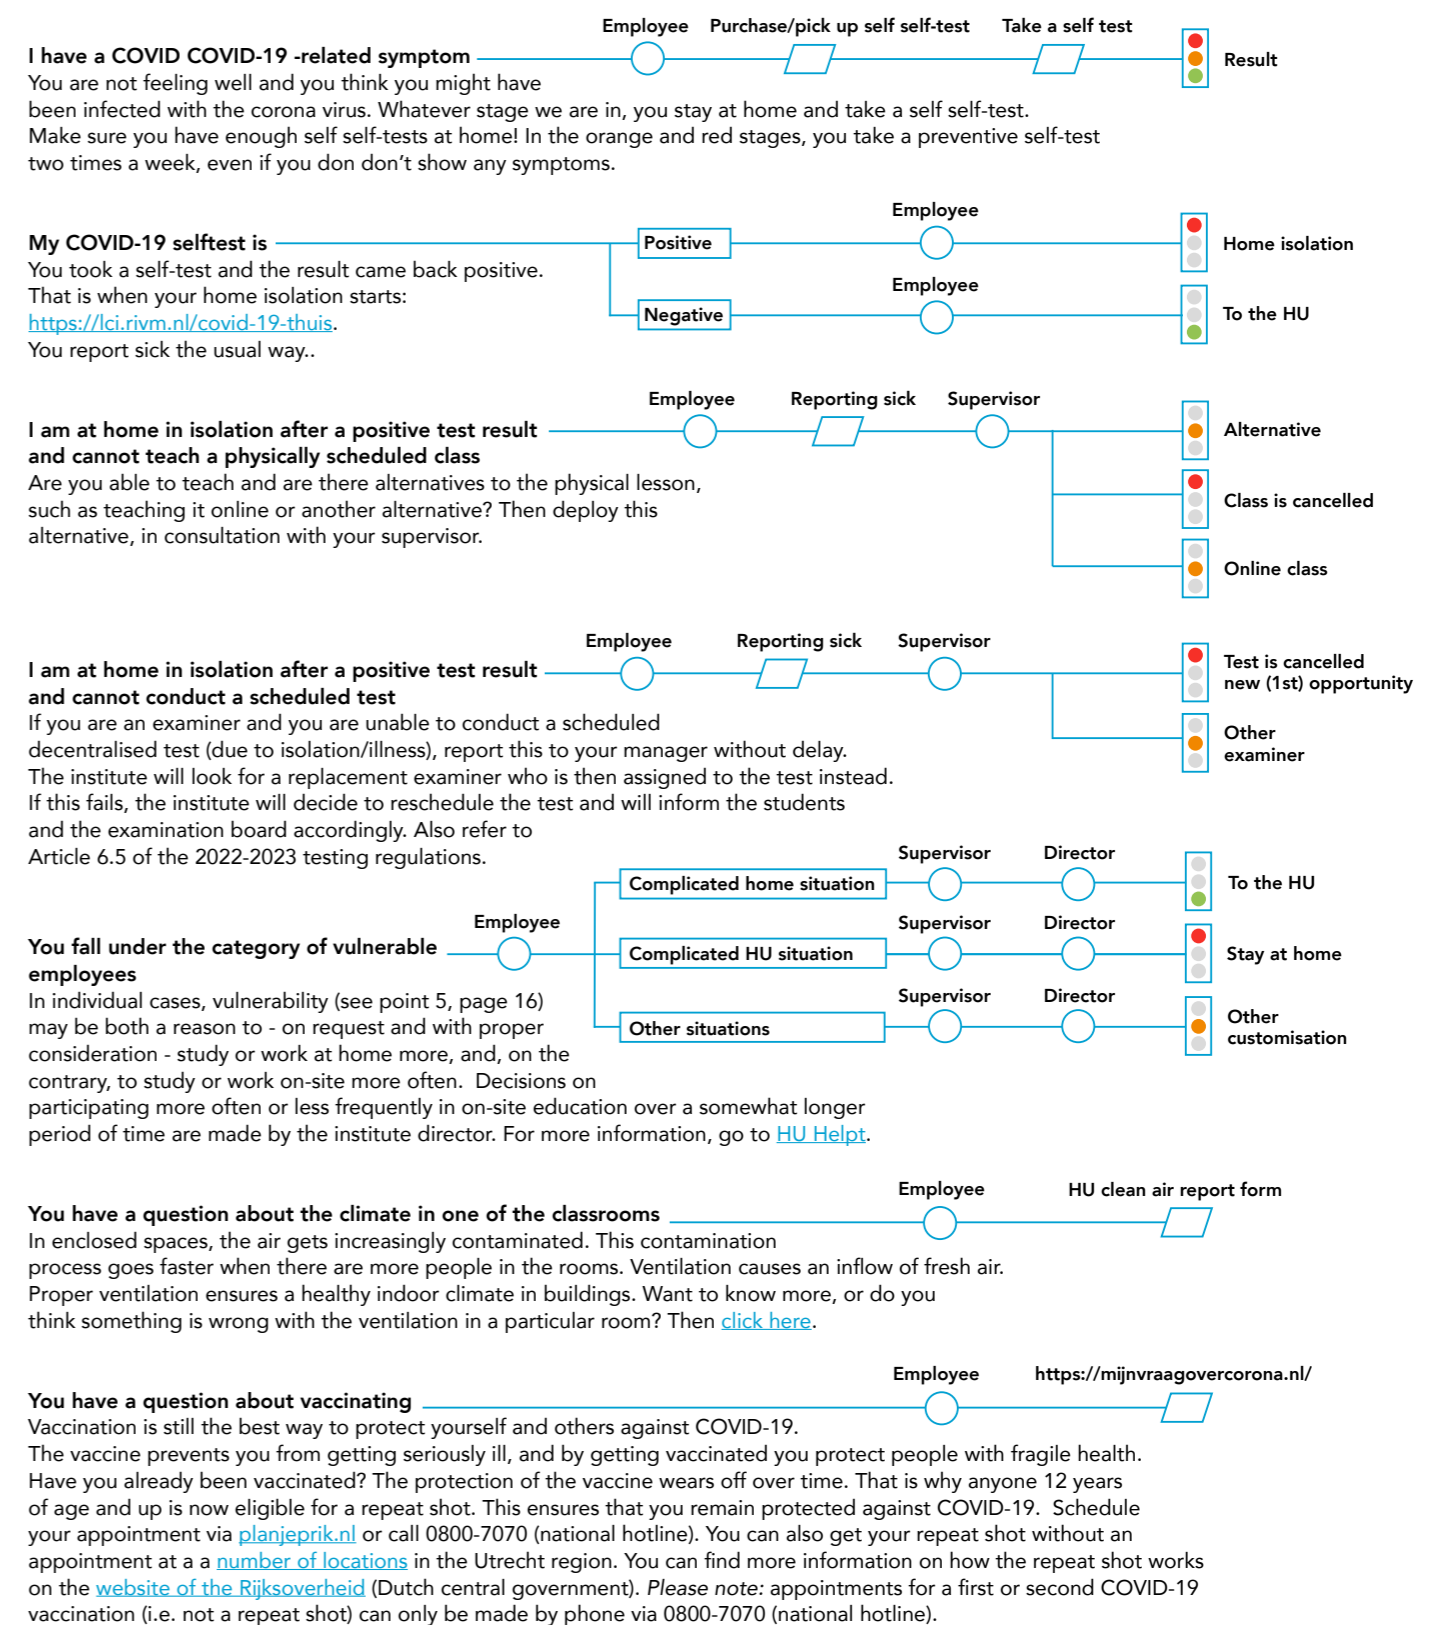 Employee Purchase/pick up self self-test Take a self test
I have a COVID COVID-19 -related symptom
Result
You are not feeling well and you think you might have
been infected with the corona virus. Whatever stage we are in, you stay at home and take a self self-test.
Make sure you have enough self self-tests at home! In the orange and red stages, you take a preventive self-test
two times a week, even if you don don’t show any symptoms.
Employee
My COVID-19 selftest is
Positive
Home isolation
You took a self-test and the result came back positive.
That is when your home isolation starts:
Employee
https://lci.rivm.nl/covid-19-thuis.
Negative
To the HU
You report sick the usual way..
Employee Reporting sick Supervisor
I am at home in isolation after a positive test result
Alternative
and cannot teach a physically scheduled class
Are you able to teach and are there alternatives to the physical lesson,
such as teaching it online or another alternative? Then deploy this
Class is cancelled
alternative, in consultation with your supervisor.
Online class
Employee Reporting sick Supervisor
I am at home in isolation after a positive test result
and cannot conduct a scheduled test
Test is cancelled
new (1st) opportunity
If you are an examiner and you are unable to conduct a scheduled
decentralised test (due to isolation/illness), report this to your manager without delay.
Other
examiner
The institute will look for a replacement examiner who is then assigned to the test instead.
If this fails, the institute will decide to reschedule the test and will inform the students
and the examination board accordingly. Also refer to
Article 6.5 of the 2022-2023 testing regulations.
Supervisor Director
Complicated home situation
To the HU
Employee
Supervisor Director
You fall under the category of vulnerable
employees
Complicated HU situation
Stay at home
In individual cases, vulnerability (see point 5, page 16)
may be both a reason to - on request and with proper
consideration - study or work at home more, and, on the
contrary, to study or work on-site more often. Decisions on
Supervisor Director
Other situations
Other
customisation
participating more often or less frequently in on-site education over a somewhat longer
period of time are made by the institute director. For more information, go to HU Helpt.
Employee HU clean air report form
You have a question about the climate in one of the classrooms
In enclosed spaces, the air gets increasingly contaminated. This contamination
process goes faster when there are more people in the rooms. Ventilation causes an inflow of fresh air.
Proper ventilation ensures a healthy indoor climate in buildings. Want to know more, or do you
think something is wrong with the ventilation in a particular room? Then click here.
Employee https://mijnvraagovercorona.nl/
You have a question about vaccinating
Vaccination is still the best way to protect yourself and others against COVID-19.
The vaccine prevents you from getting seriously ill, and by getting vaccinated you protect people with fragile health.
Have you already been vaccinated? The protection of the vaccine wears off over time. That is why anyone 12 years
of age and up is now eligible for a repeat shot. This ensures that you remain protected against COVID-19. Schedule
your appointment via planjeprik.nl or call 0800-7070 (national hotline). You can also get your repeat shot without an
appointment at a a number of locations in the Utrecht region. You can find more information on how the repeat shot works
on the website of the Rijksoverheid (Dutch central government). Please note: appointments for a first or second COVID-19
vaccination (i.e. not a repeat shot) can only be made by phone via 0800-7070 (national hotline).